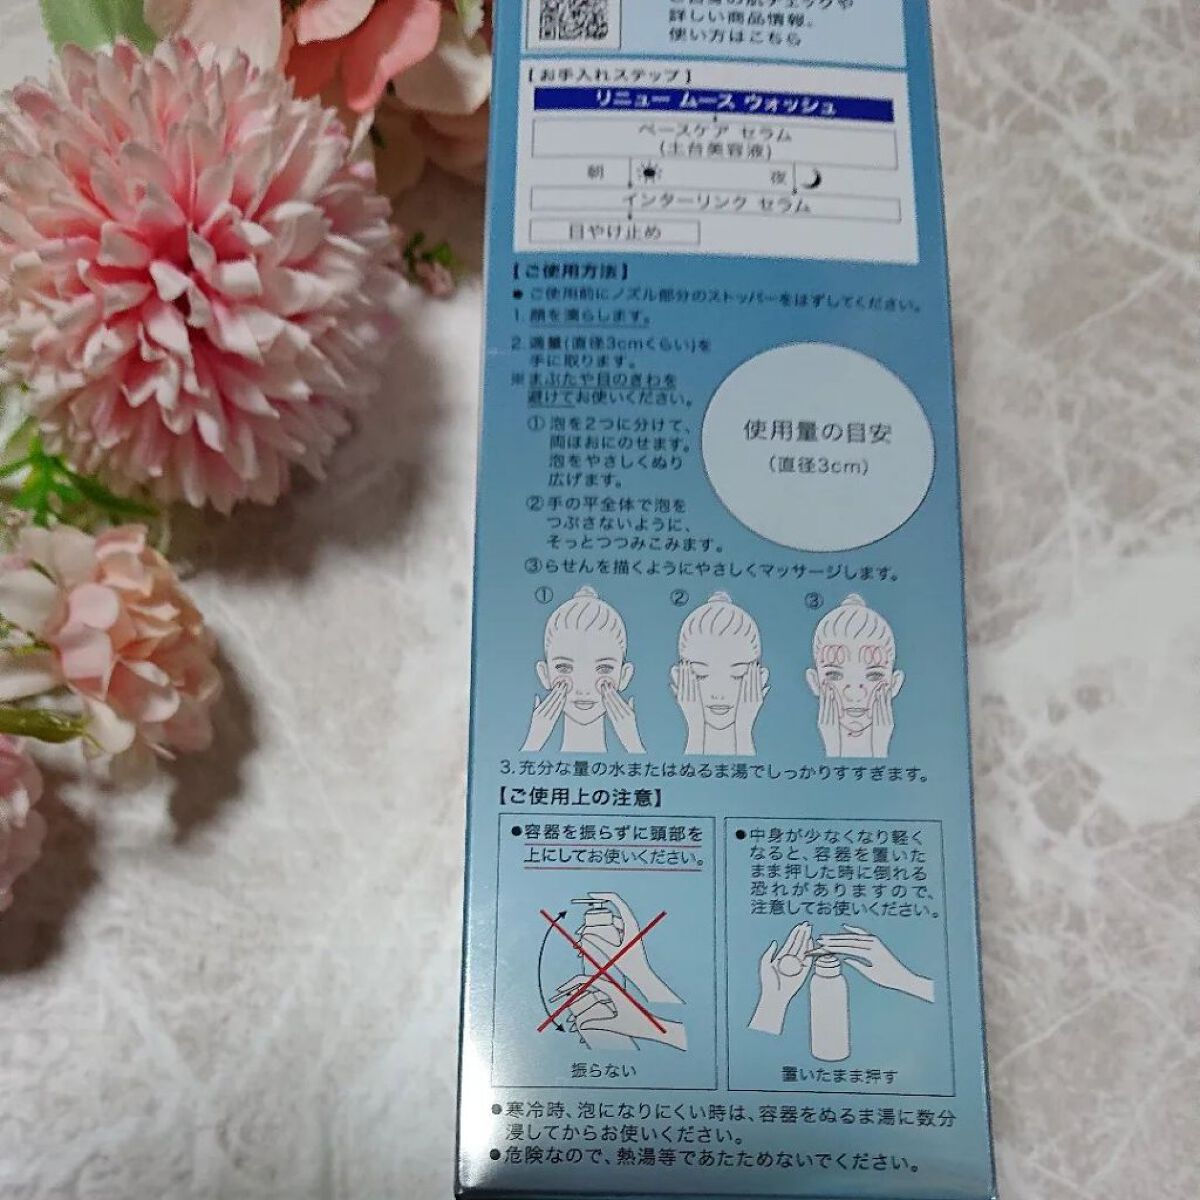 詳しい商品情報。
使い方はこちら
【お手入れステップ】
リニュー ムース ウォッシュ
ベースケア セラム
(土台美容液)
朝 夜
インターリンク セラム
日やけ止め
【ご使用方法】
● ご使用前にノズル部分のストッパーをはずしてください。
1. 顔を濡らします。
2. 適量(直径3cmくらい)を
手に取ります。
※まぶたや目のきわを
避けてお使いください。
①泡を2つに分けて、
両ほおにのせます。
泡をやさしくぬり
広げます。
②手の平全体で泡を
つぶさないように、
そっとつつみこみます。
③らせんを描くようにやさしくマッサージします。
使用量の目安
(直径3cm)
① ② ③
3. 充分な量の水またはぬるま湯でしっかりすすぎます。
【ご使用上の注意】
●容器を振らずに頭部を
上にしてお使いください。
振らない
●中身が少なくなり軽く
なると、容器を置いた
まま押した時に倒れる
恐れがありますので、
注意してお使いください。
置いたまま押す
●寒冷時、泡になりにくい時は、容器をぬるま湯に数分
浸してからお使いください。
●危険なので、熱湯等であたためないでください。